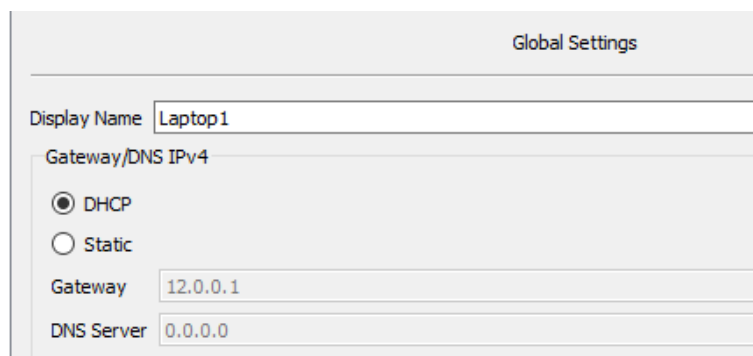 Global Settings
Display Name Laptop1
Gateway/DNS IPv4
DHCP
Static
Gateway 12.0.0.1
DNS Server 0.0.0.0